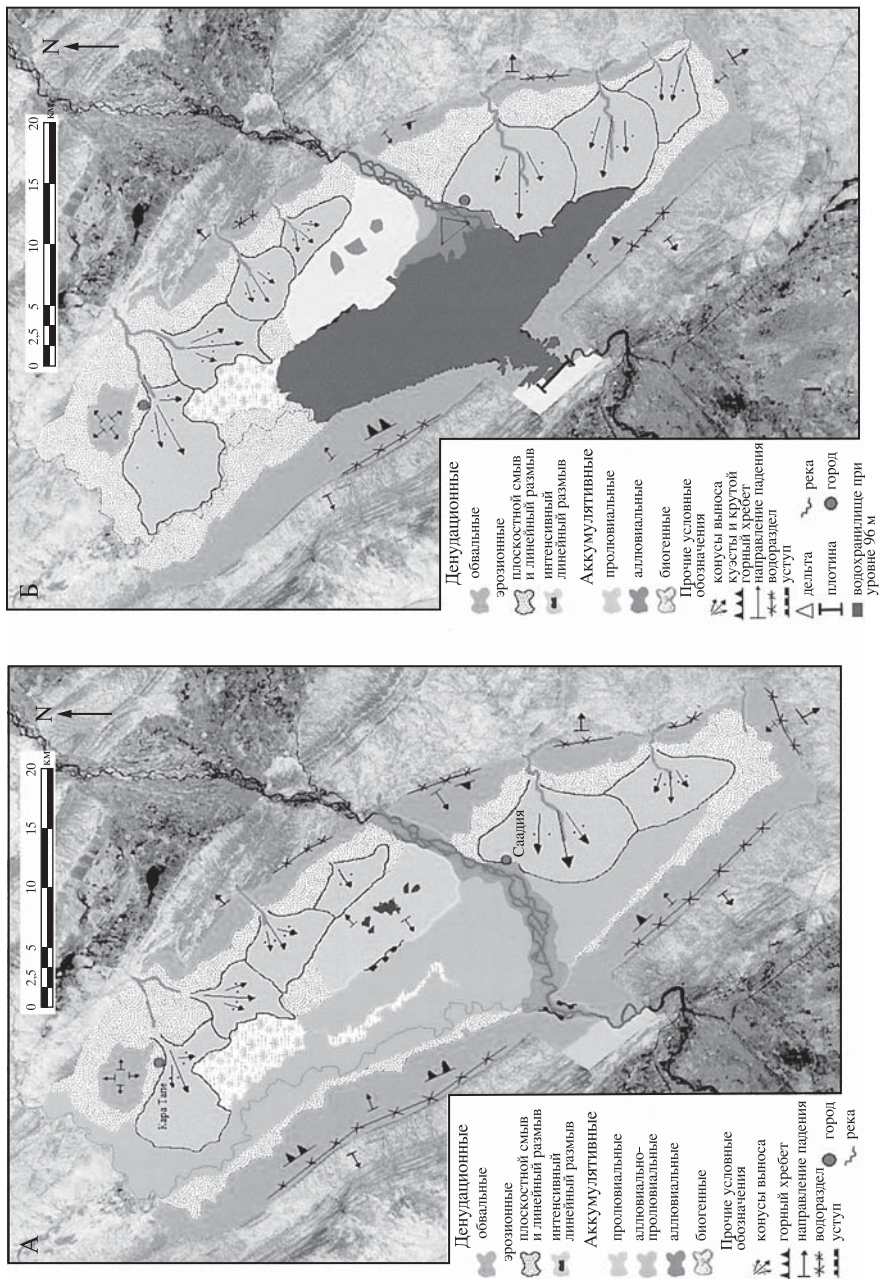 Б
N
0 2,5 5 10 15 20
км
Денудационные
обвальные
эрозионные
плоскостной смыв
и линейный размыв
интенсивный
линейный размыв
Аккумулятивные
пролювиальные
аллювиальные
биогенные
Прочие условные
обозначения
конусы выноса
куэсты и крутой
горный хребет
направление падения
водораздел
уступ
дельта
плотина
водохранилище при
уровне 96 м
река
город
А
N
0 2,5 5 10 15 20
км
Кара Тапе
Саадия
Денудационные
обвальные
эрозионные
плоскостной смыв
и линейный размыв
интенсивный
линейный размыв
Аккумулятивные
пролювиальные
аллювиально-
пролювиальные
аллювиальные
биогенные
Прочие условные
обозначения
конусы выноса
горный хребет
направление падения
водораздел
уступ
город
река